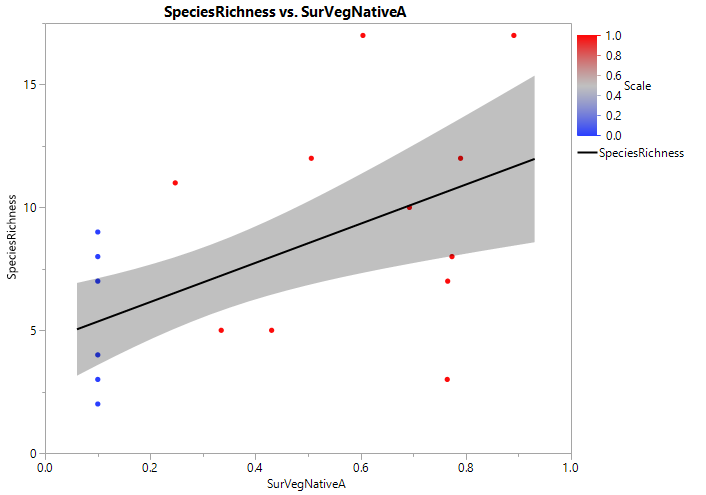 SpeciesRichness vs. SurVegNativeA
15
10
5
0
SpeciesRichness
0.0 0.2 0.4 0.6 0.8 1.0
SurVegNativeA
1.0
0.8
0.6
0.4
0.2
0.0
Scale
SpeciesRichness